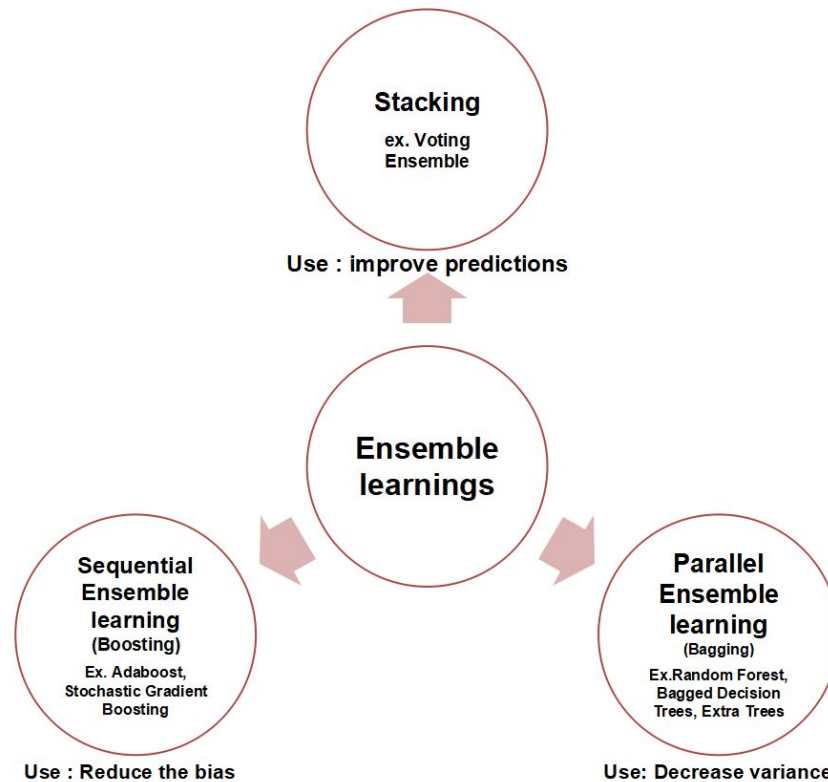 Stacking
ex. Voting
Ensemble
Use : improve predictions
Ensemble
learnings
Sequential
Ensemble
learning
(Boosting)
Ex. Adaboost,
Stochastic Gradient
Boosting
Use : Reduce the bias
Parallel
Ensemble
learning
(Bagging)
Ex.Random Forest,
Bagged Decision
Trees, Extra Trees
Use: Decrease variance